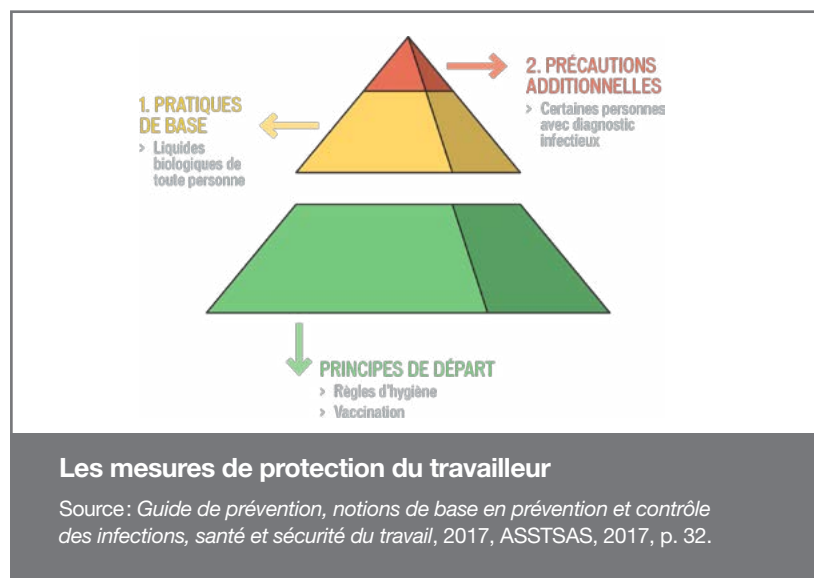 1. PRATIQUES
DE BASE
> Liquides
biologiques de
toute personne
2. PRÉCAUTIONS
ADDITIONNELLES
> Certaines personnes
avec diagnostic
infectieux
PRINCIPES DE DÉPART
> Règles d'hygiène
> Vaccination
Les mesures de protection du travailleur
Source : Guide de prévention, notions de base en prévention et contrôle
des infections, santé et sécurité du travail, 2017, ASSTSAS, 2017, p. 32.